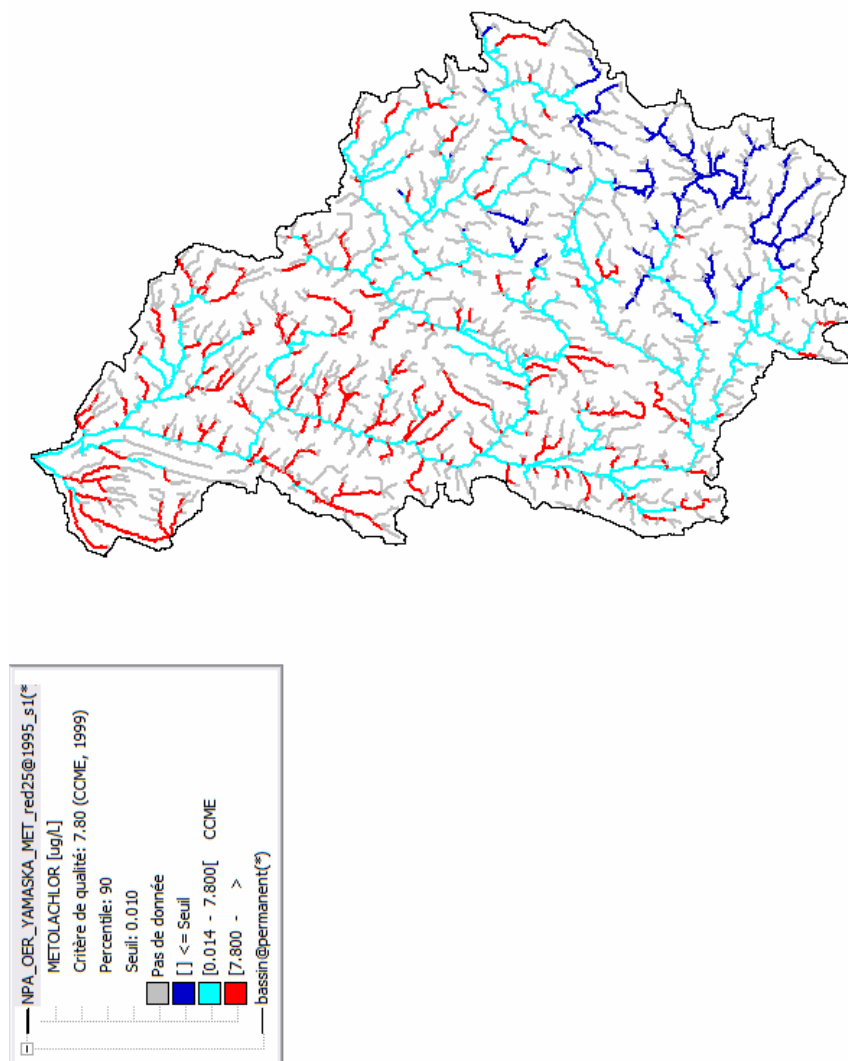 NPA_OER_YAMASKA_MET_red25@1995_s1(*
METOLACHLOR [ug/L]
Critère de qualité: 7.80 (CCME, 1999)
Percentile: 90
Seuil: 0.010
Pas de donnée
[ ] <= Seuil
[0.014 - 7.800[ CCME
[7.800 - >
bassin@permanent(*)